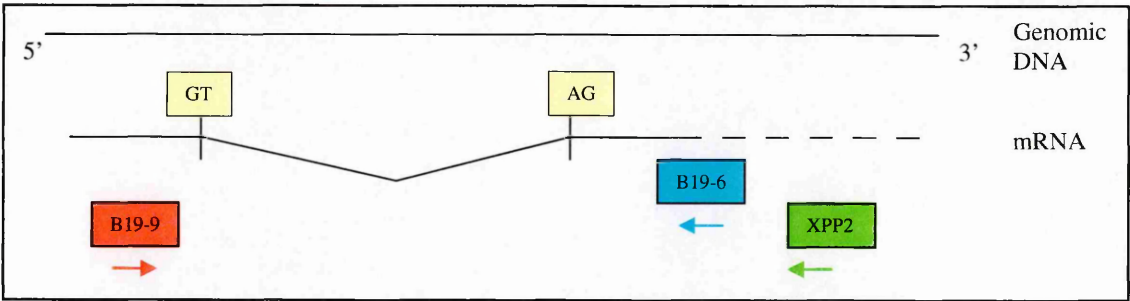 5'
3'
Genomic
DNA
GT
AG
mRNA
B19-9
B19-6
XPP2